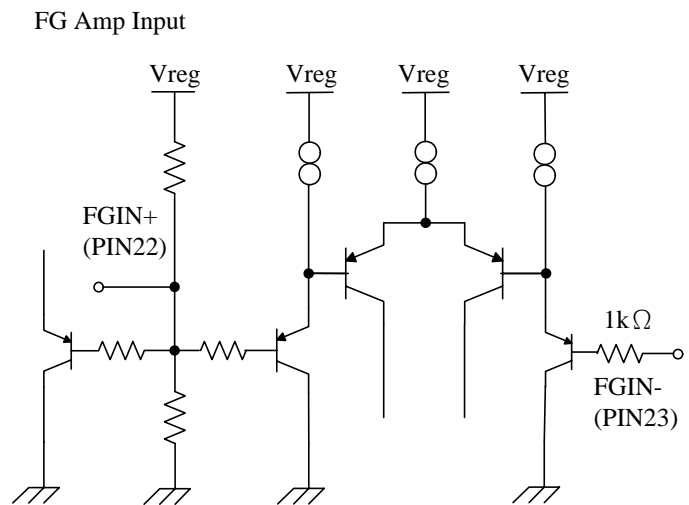 FG Amp Input
Vreg
Vreg
Vreg
Vreg
FGIN+
(PIN22)
1kΩ
FGIN-
(PIN23)